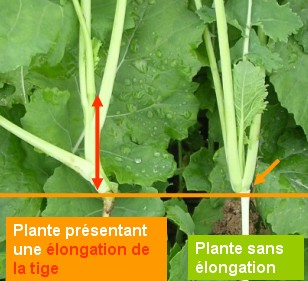 Plante présentant
une élongation de
la tige
Plante sans
élongation